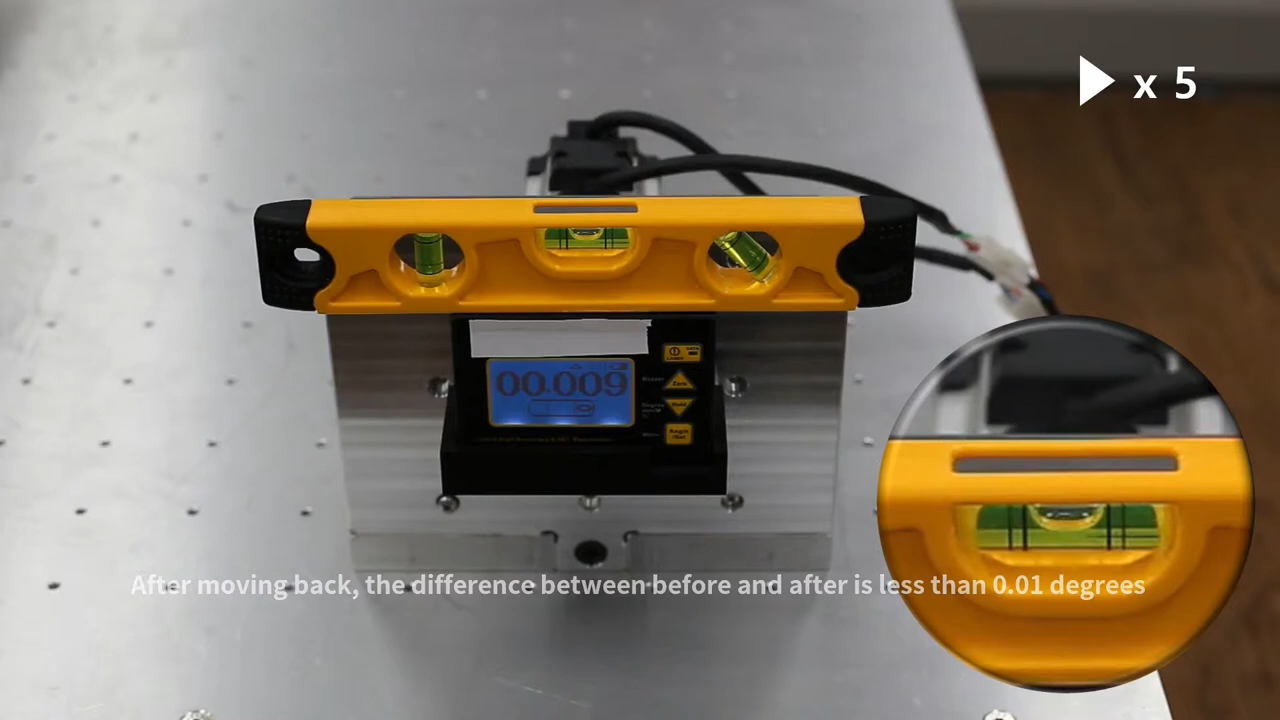 x 5
00.009
Zero
Hold
Angle
/Set
After moving back, the difference between before and after is less than 0.01 degrees